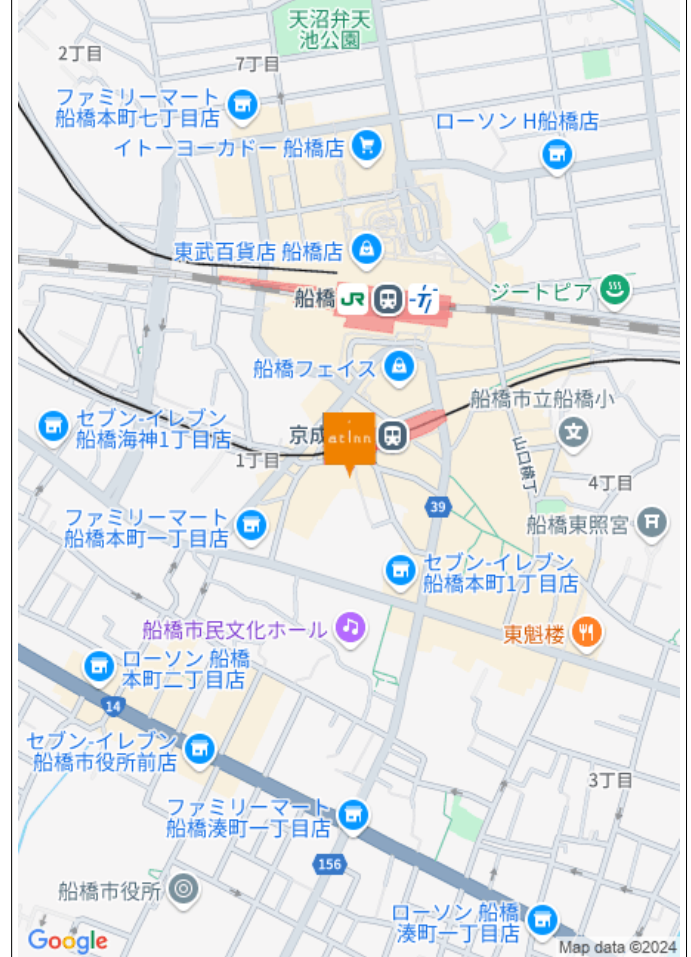 天沼弁天
池公園
2丁目
7丁目
ファミリーマート
船橋本町七丁目店
ローソン H船橋店
イトーヨーカドー 船橋店
東武百貨店 船橋店
船橋
JR
ジートピア
船橋フェイス
船橋市立船橋小
セブン-イレブン
船橋海神1丁目店
京成
at inn
1丁目
山口横丁
4丁目
39
ファミリーマート
船橋本町一丁目店
船橋東照宮
セブン-イレブン
船橋本町1丁目店
船橋市民文化ホール
東魁楼
ローソン 船橋
本町二丁目店
14
セブン-イレブン
船橋市役所前店
3丁目
ファミリーマート
船橋湊町一丁目店
156
船橋市役所
ローソン 船橋
湊町一丁目店
Google
Map data ©2024